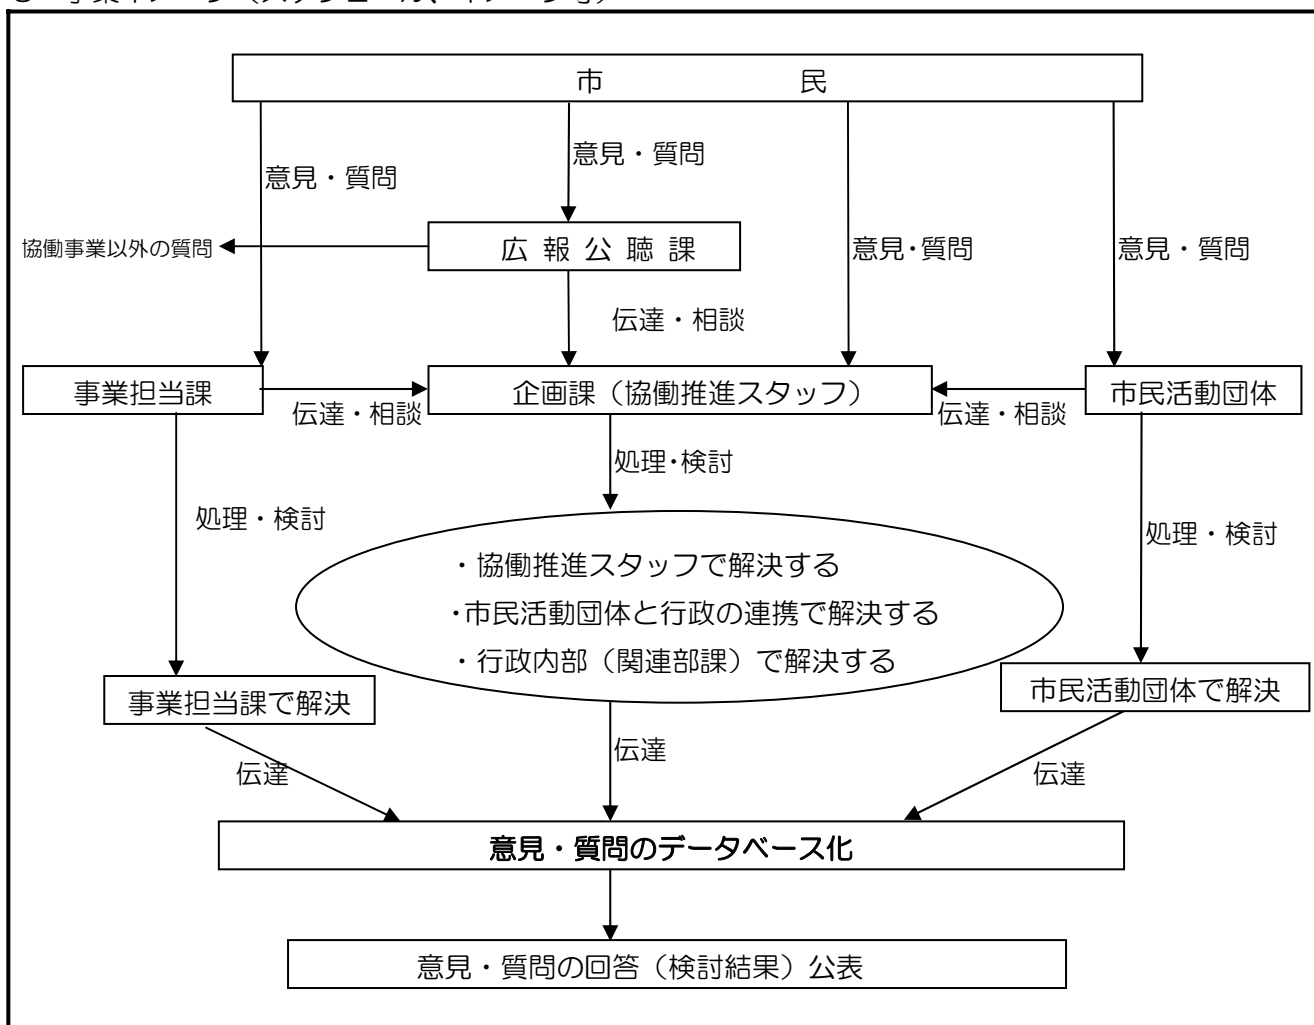 市 民
意見・質問
意見・質問
協働事業以外の質問
広 報 公 聴 課
意見・質問
意見・質問
伝達・相談
事業担当課
企画課（協働推進スタッフ）
市民活動団体
伝達・相談
伝達・相談
処理・検討
処理・検討
処理・検討
・協働推進スタッフで解決する
・市民活動団体と行政の連携で解決する
・行政内部（関連部課）で解決する
事業担当課で解決
市民活動団体で解決
伝達
伝達
伝達
意見・質問のデータベース化
意見・質問の回答（検討結果）公表